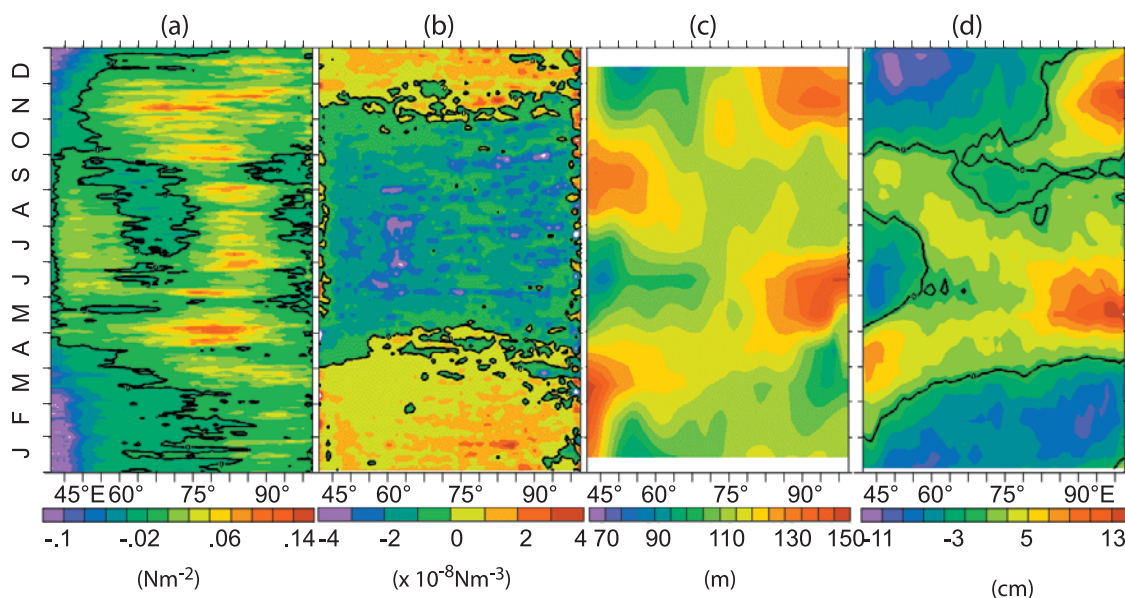 (a) (b) (c) (d)
D
N
O
S
A
J
J
M
A
M
F
J
45°E 60° 75° 90° 45° 60° 75° 90° 45° 60° 75° 90° 45° 60° 75° 90°E
-.1 -.02 .06 .14 -4 -2 0 2 4 70 90 110 130 150 -11 -3 5 13
(Nm-2) (x 10-8Nm-3) (m) (cm)